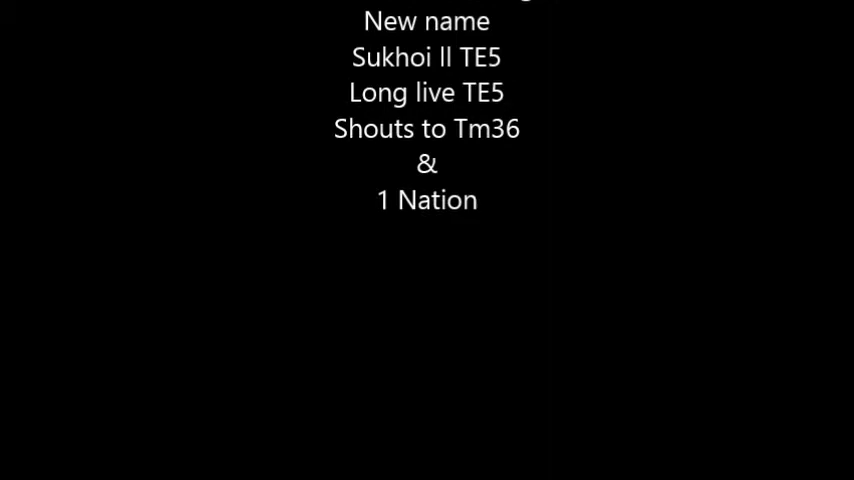 New name
Sukhoi ll TE5
Long live TE5
Shouts to Tm36
&
1 Nation